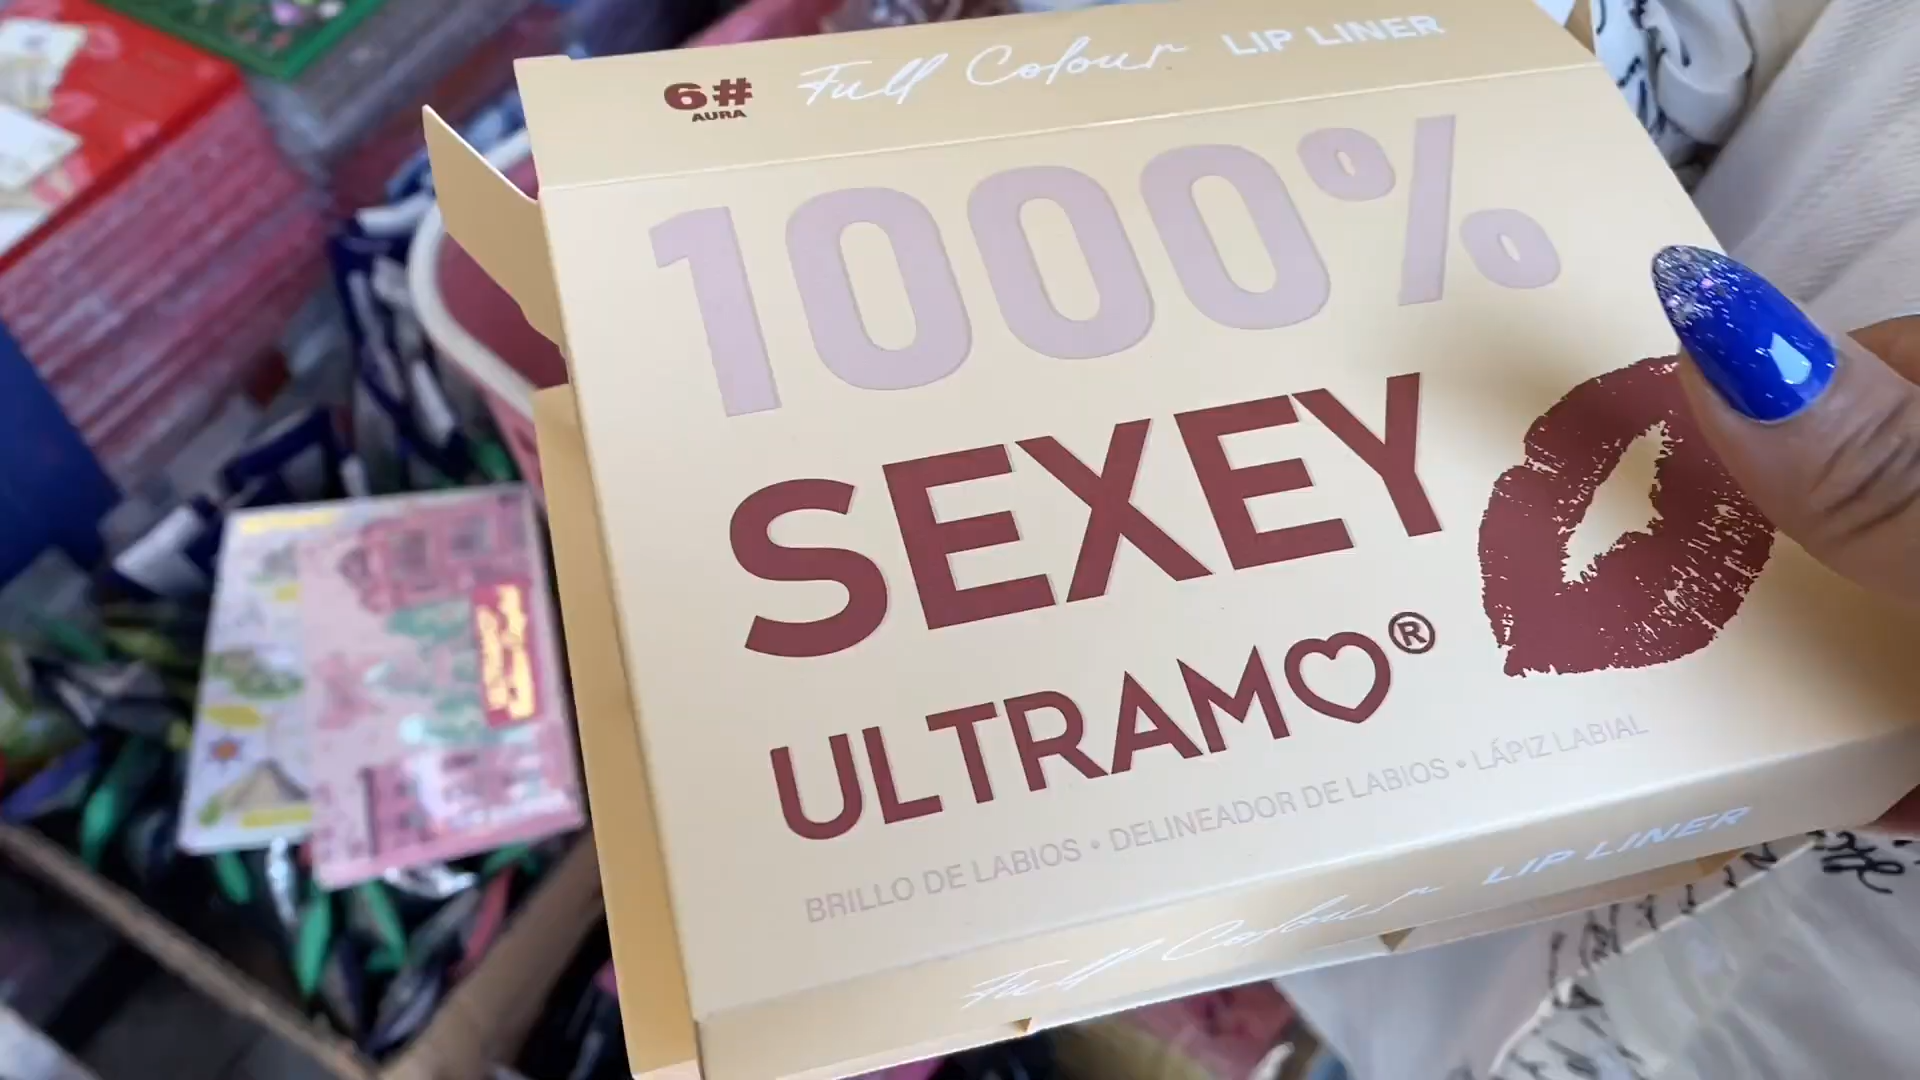 6# Full Colour LIP LINER
AURA
1000%
SEXEY
ULTRAMO®
BRILLO DE LABIOS • DELINEADOR DE LABIOS • LÁPIZ LABIAL
Full Colour LIP LINER